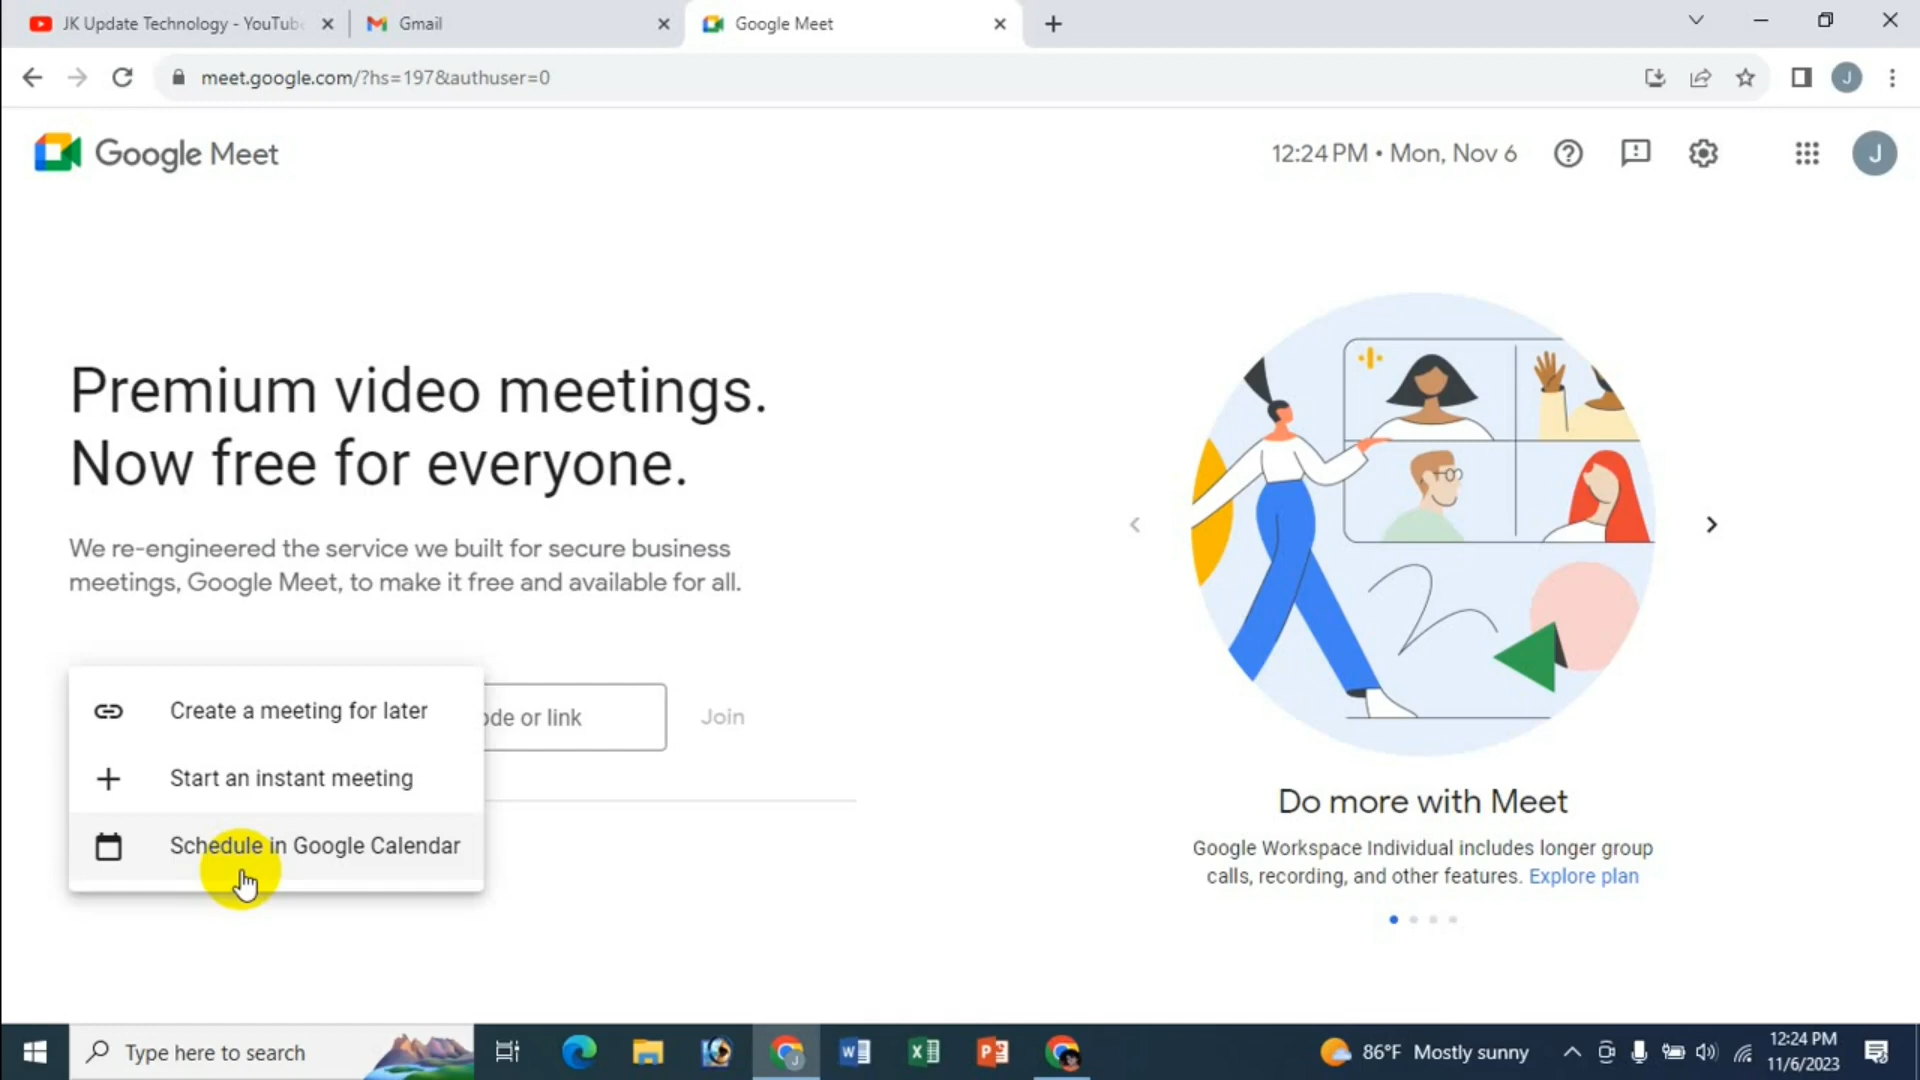 JK Update Technology - YouTub
Gmail
Google Meet
meet.google.com/?hs=197&authuser=0
J
Google Meet
12:24 PM • Mon, Nov 6
J
Premium video meetings.
Now free for everyone.
We re-engineered the service we built for secure business
meetings, Google Meet, to make it free and available for all.
Create a meeting for later
ode or link
Join
Start an instant meeting
Schedule in Google Calendar
Do more with Meet
Google Workspace Individual includes longer group
calls, recording, and other features. Explore plan
Type here to search
86°F Mostly sunny
12:24 PM
11/6/2023